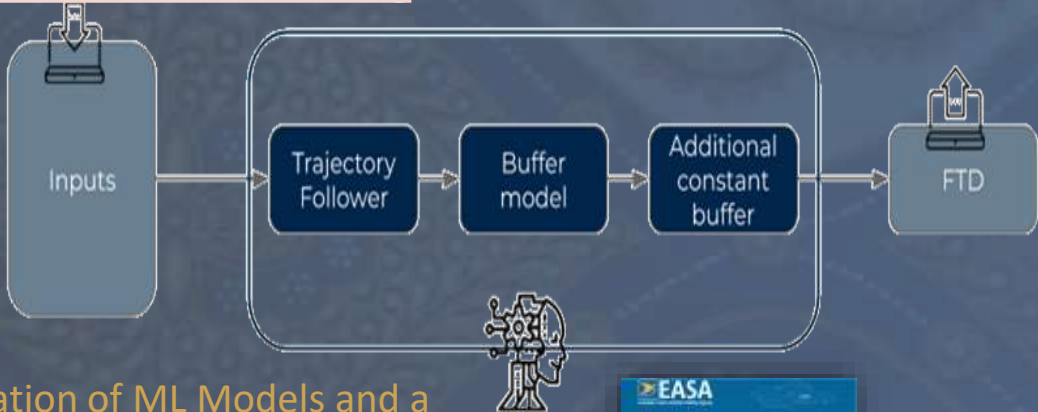 Inputs
Trajectory
Follower
Buffer
model
Additional
constant
buffer
FTD
ation of ML Models and a
EASA